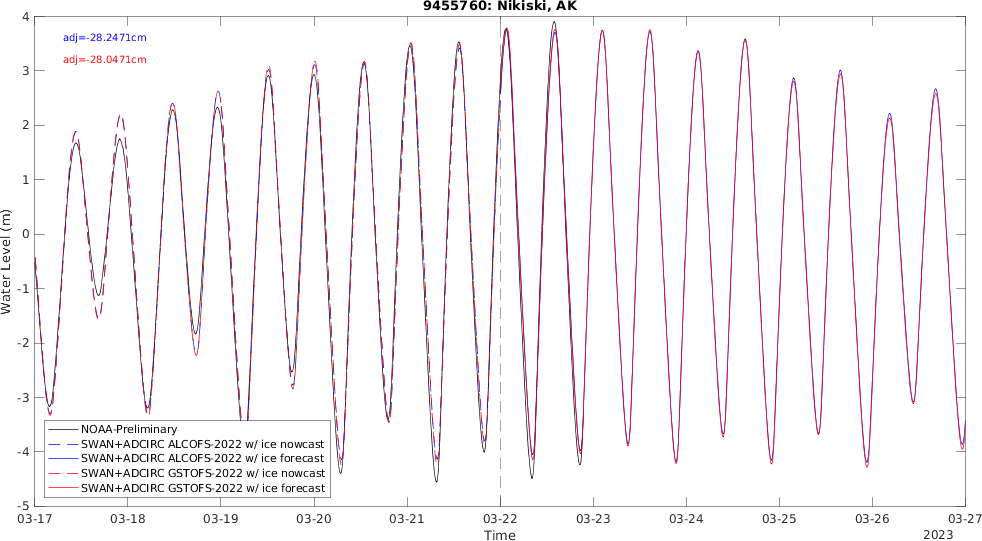 9455760: Nikiski, AK
adj=-28.2471cm
adj=-28.0471cm
4
3
2
1
0
-1
-2
-3
-4
-5
Water Level (m)
NOAA-Preliminary
SWAN+ADCIRC ALCOFS-2022 w/ ice nowcast
SWAN+ADCIRC ALCOFS-2022 w/ ice forecast
SWAN+ADCIRC GSTOFS-2022 w/ ice nowcast
SWAN+ADCIRC GSTOFS-2022 w/ ice forecast
03-17 03-18 03-19 03-20 03-21 03-22 03-23 03-24 03-25 03-26 03-27
Time
2023